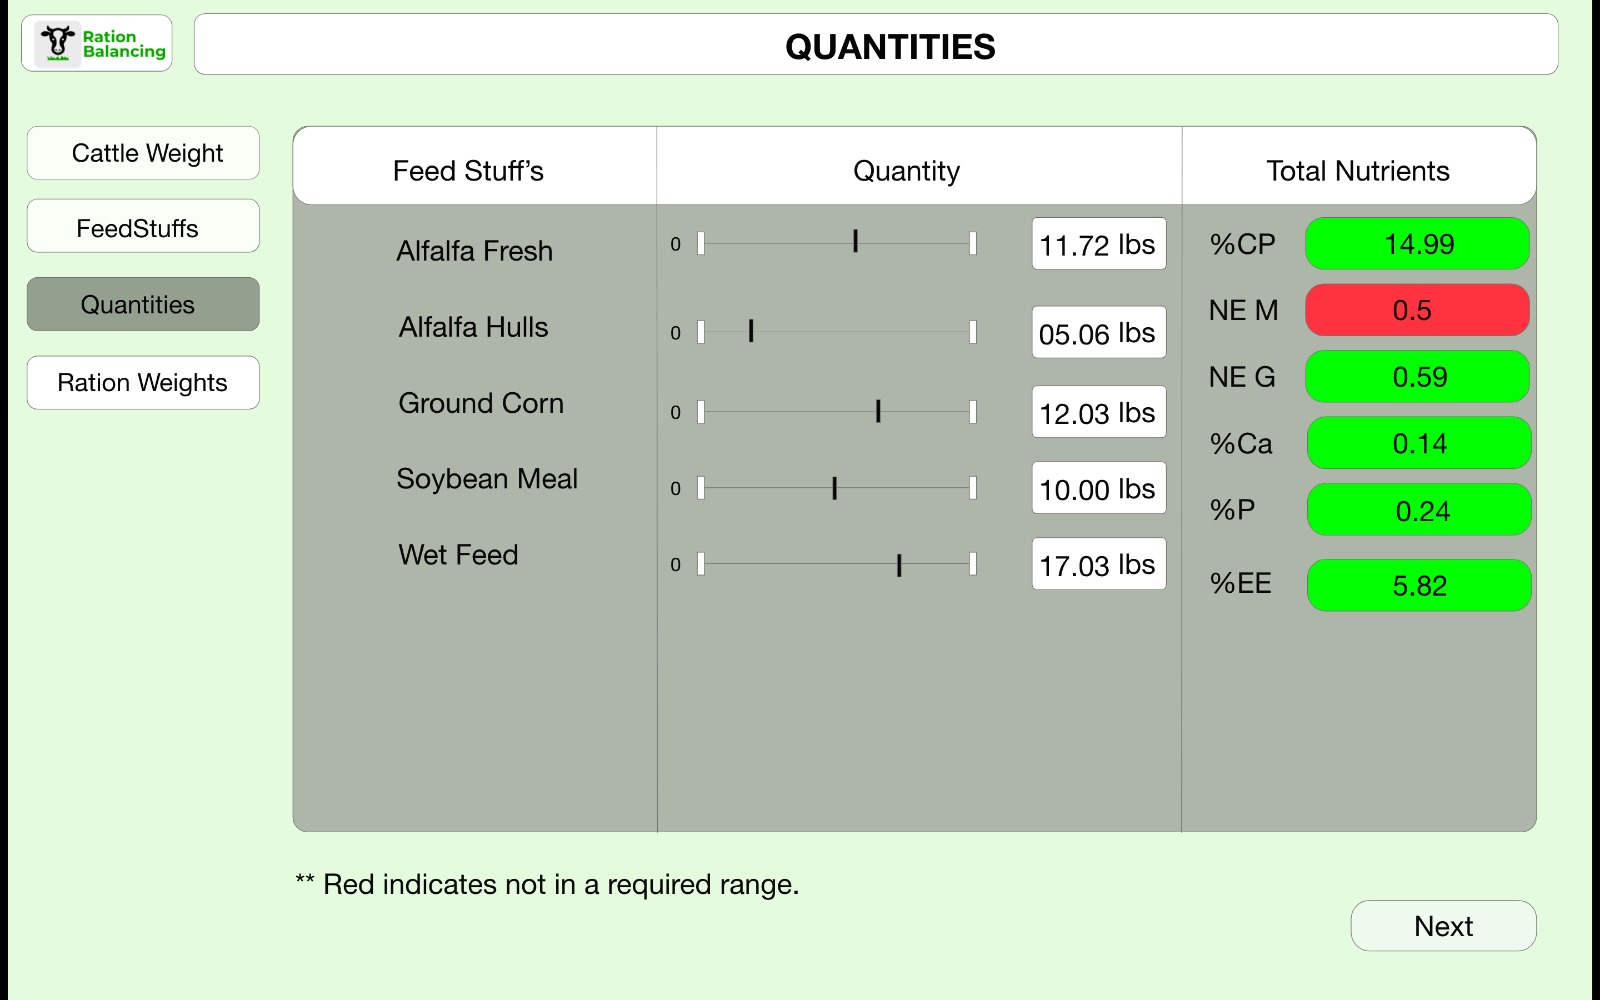 Ration
Balancing
QUANTITIES
Cattle Weight
FeedStuffs
Quantities
Ration Weights
Feed Stuff’s Quantity Total Nutrients
Alfalfa Fresh 0 11.72 lbs %CP 14.99
Alfalfa Hulls 0 05.06 lbs NE M 0.5
Ground Corn 0 12.03 lbs NE G 0.59
Soybean Meal 0 10.00 lbs %Ca 0.14
Wet Feed 0 17.03 lbs %P 0.24
%EE 5.82
** Red indicates not in a required range.
Next